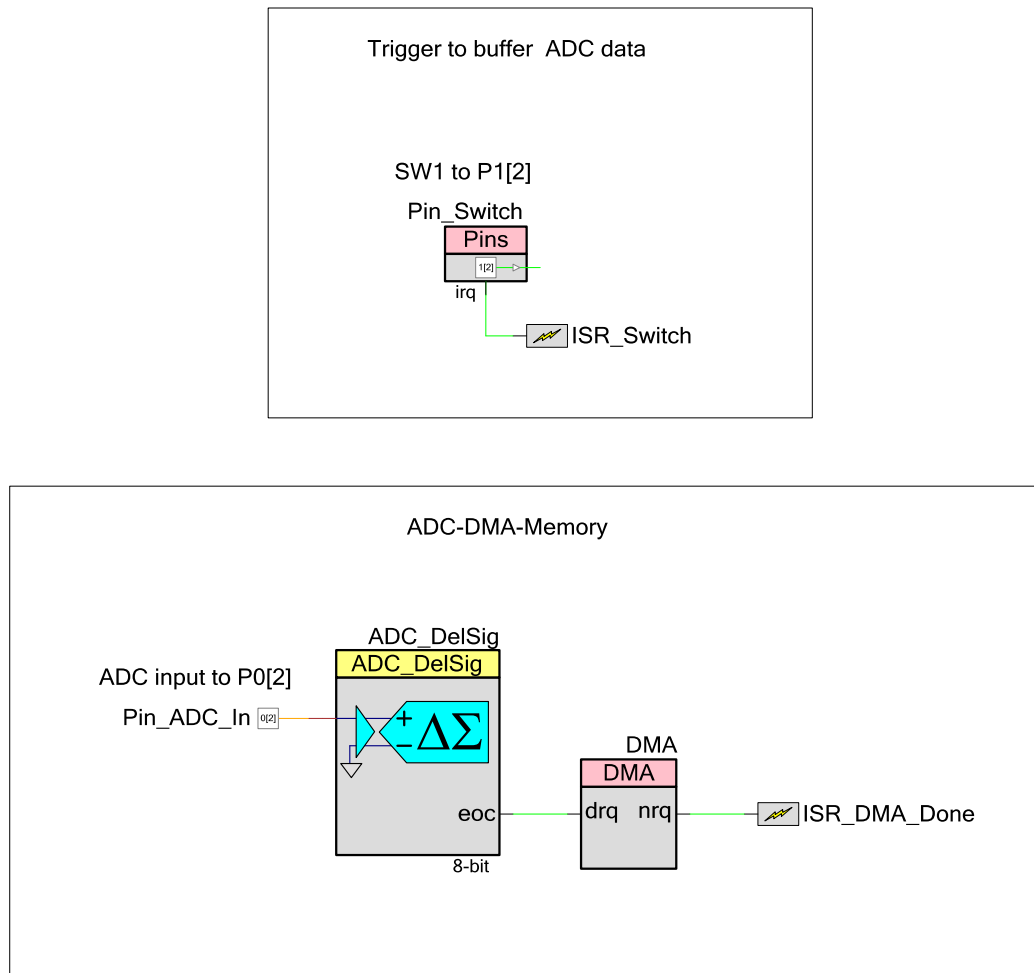 Trigger to buffer  ADC data
SW1 to P1[2]
Pin_Switch
Pins
1[2]
irq
ISR_Switch
ADC-DMA-Memory
ADC_DelSig
ADC_DelSig
ADC input to P0[2]
Pin_ADC_In
0[2]
+
−
ΔΣ
eoc
8-bit
DMA
DMA
drq
nrq
ISR_DMA_Done